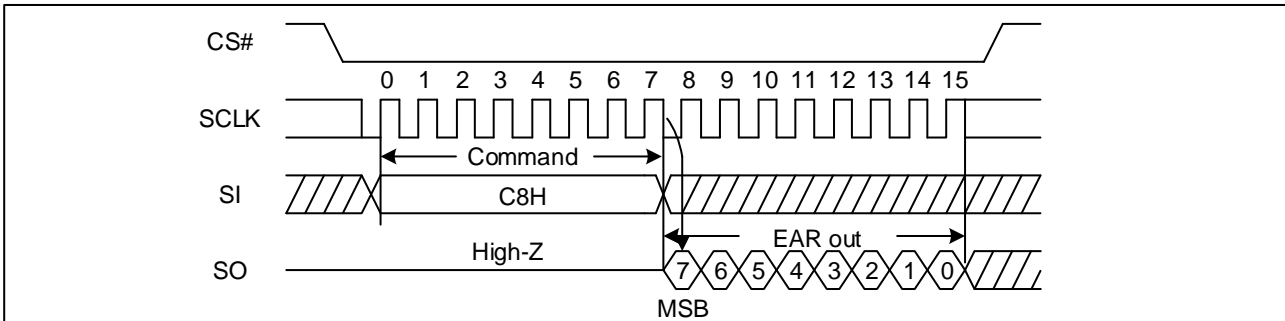 CS#
0 1 2 3 4 5 6 7 8 9 10 11 12 13 14 15
SCLK
Command
SI
C8H
EAR out
High-Z
SO
7 6 5 4 3 2 1 0
MSB